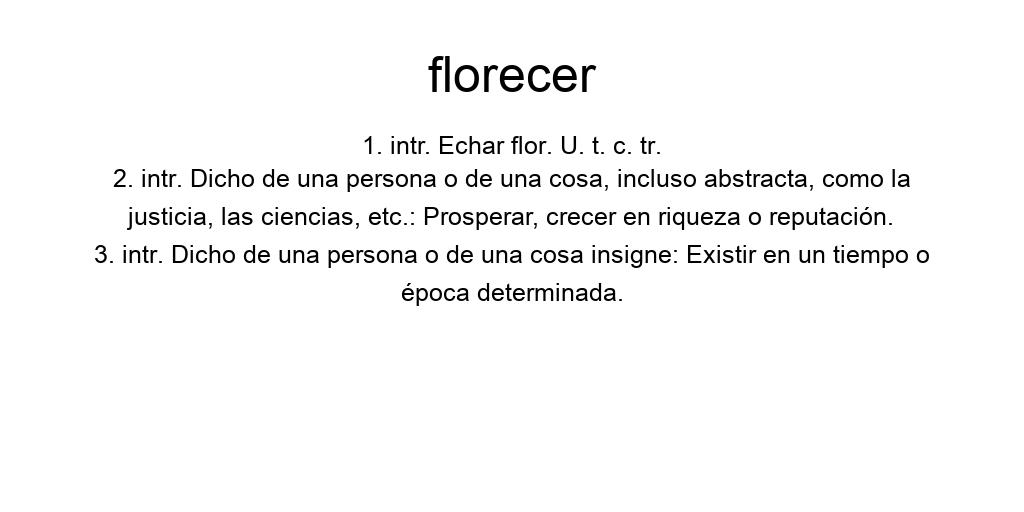 florecer
1. intr. Echar flor. U. t. c. tr.
2. intr. Dicho de una persona o de una cosa, incluso abstracta, como la
justicia, las ciencias, etc.: Prosperar, crecer en riqueza o reputación.
3. intr. Dicho de una persona o de una cosa insigne: Existir en un tiempo o
época determinada.